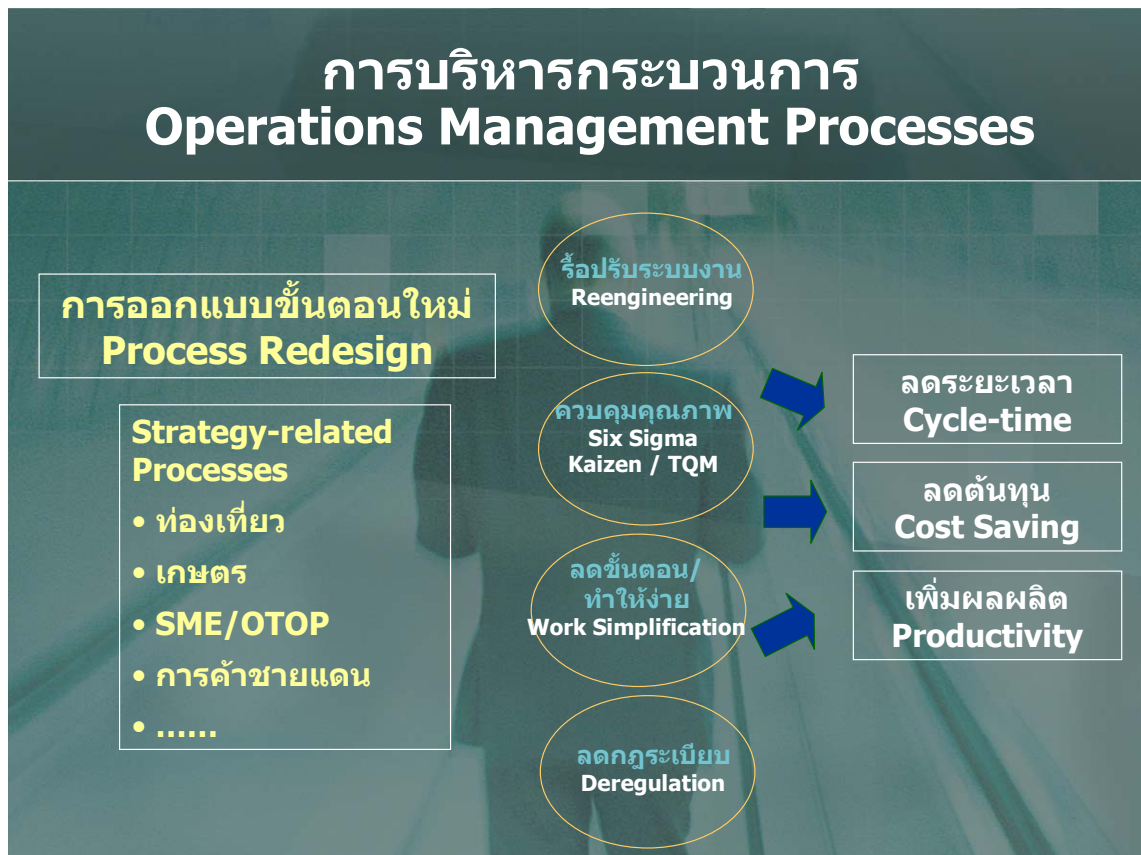 การบริหารกระบวนการ
Operations Management Processes
การออกแบบขั้นตอนใหม่
Process Redesign
Strategy-related
Processes
• ท่องเที่ยว
• เกษตร
• SME/OTOP
• การค้าชายแดน
• ......
รื้อปรับระบบงาน
Reengineering
ควบคุมคุณภาพ
Six Sigma
Kaizen / TQM
ลดขั้นตอน/
ทำให้ง่าย
Work Simplification
ลดกฎระเบียบ
Deregulation
ลดระยะเวลา
Cycle-time
ลดต้นทุน
Cost Saving
เพิ่มผลผลิต
Productivity